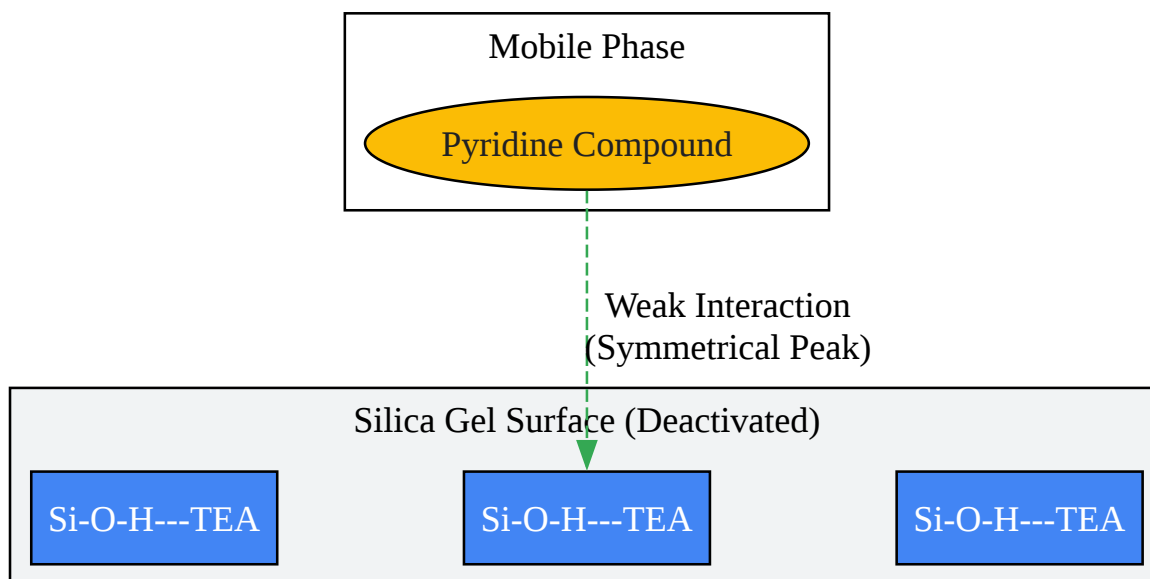 Mobile Phase
Pyridine Compound
Weak Interaction
(Symmetrical Peak)
Silica Gel Surface (Deactivated)
Si-O-H---TEA
Si-O-H---TEA
Si-O-H---TEA